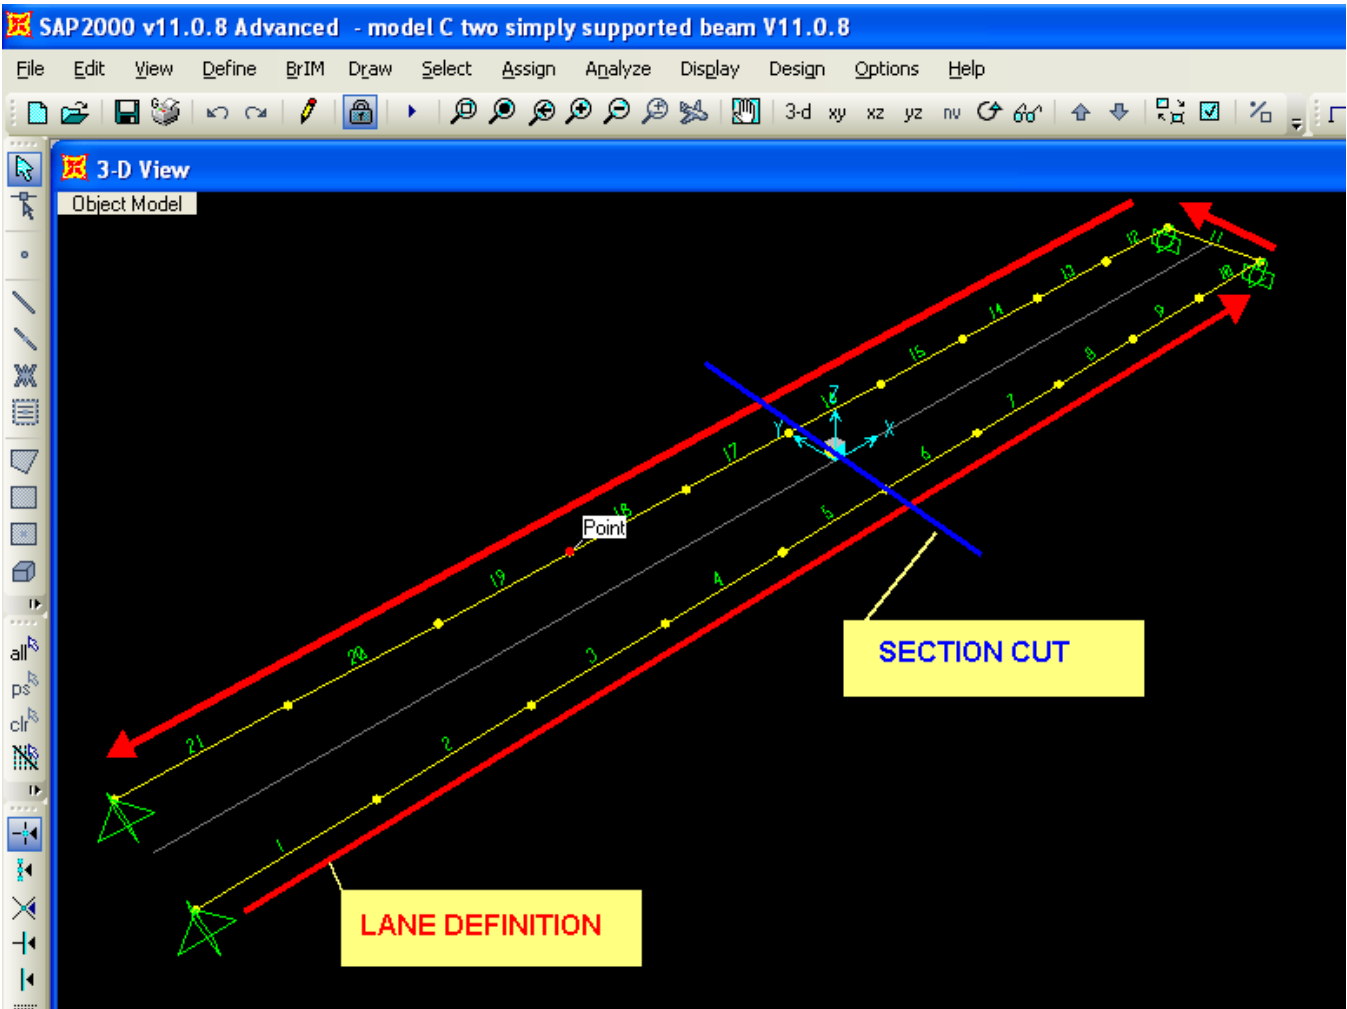 SAP2000 v11.0.8 Advanced - model C two simply supported beam V11.0.8
File Edit View Define BrIM Draw Select Assign Analyze Display Design Options Help
3-d xy xz yz nv
3-D View
Object Model
12
11
13
10
14
9
15
8
Z
7
Y
X
17
6
18
5
Point
19
4
20
3
21
2
1
all
ps
clr
SECTION CUT
LANE DEFINITION